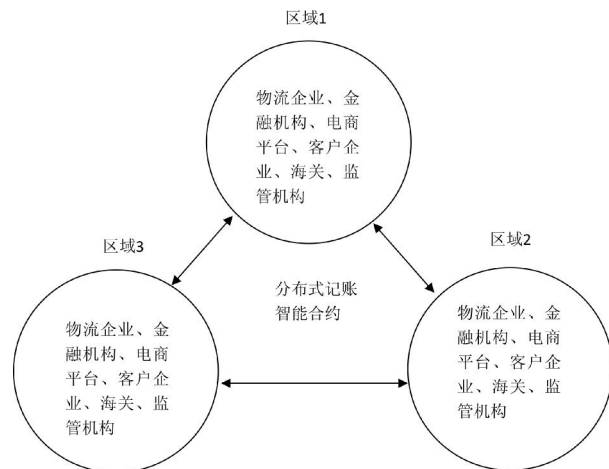 区域1
物流企业、金
融机构、电商
平台、客户企
业、海关、监
管机构
区域3
区域2
分布式记账
智能合约
物流企业、金
融机构、电商
平台、客户企
业、海关、监
管机构
物流企业、金
融机构、电商
平台、客户企
业、海关、监
管机构